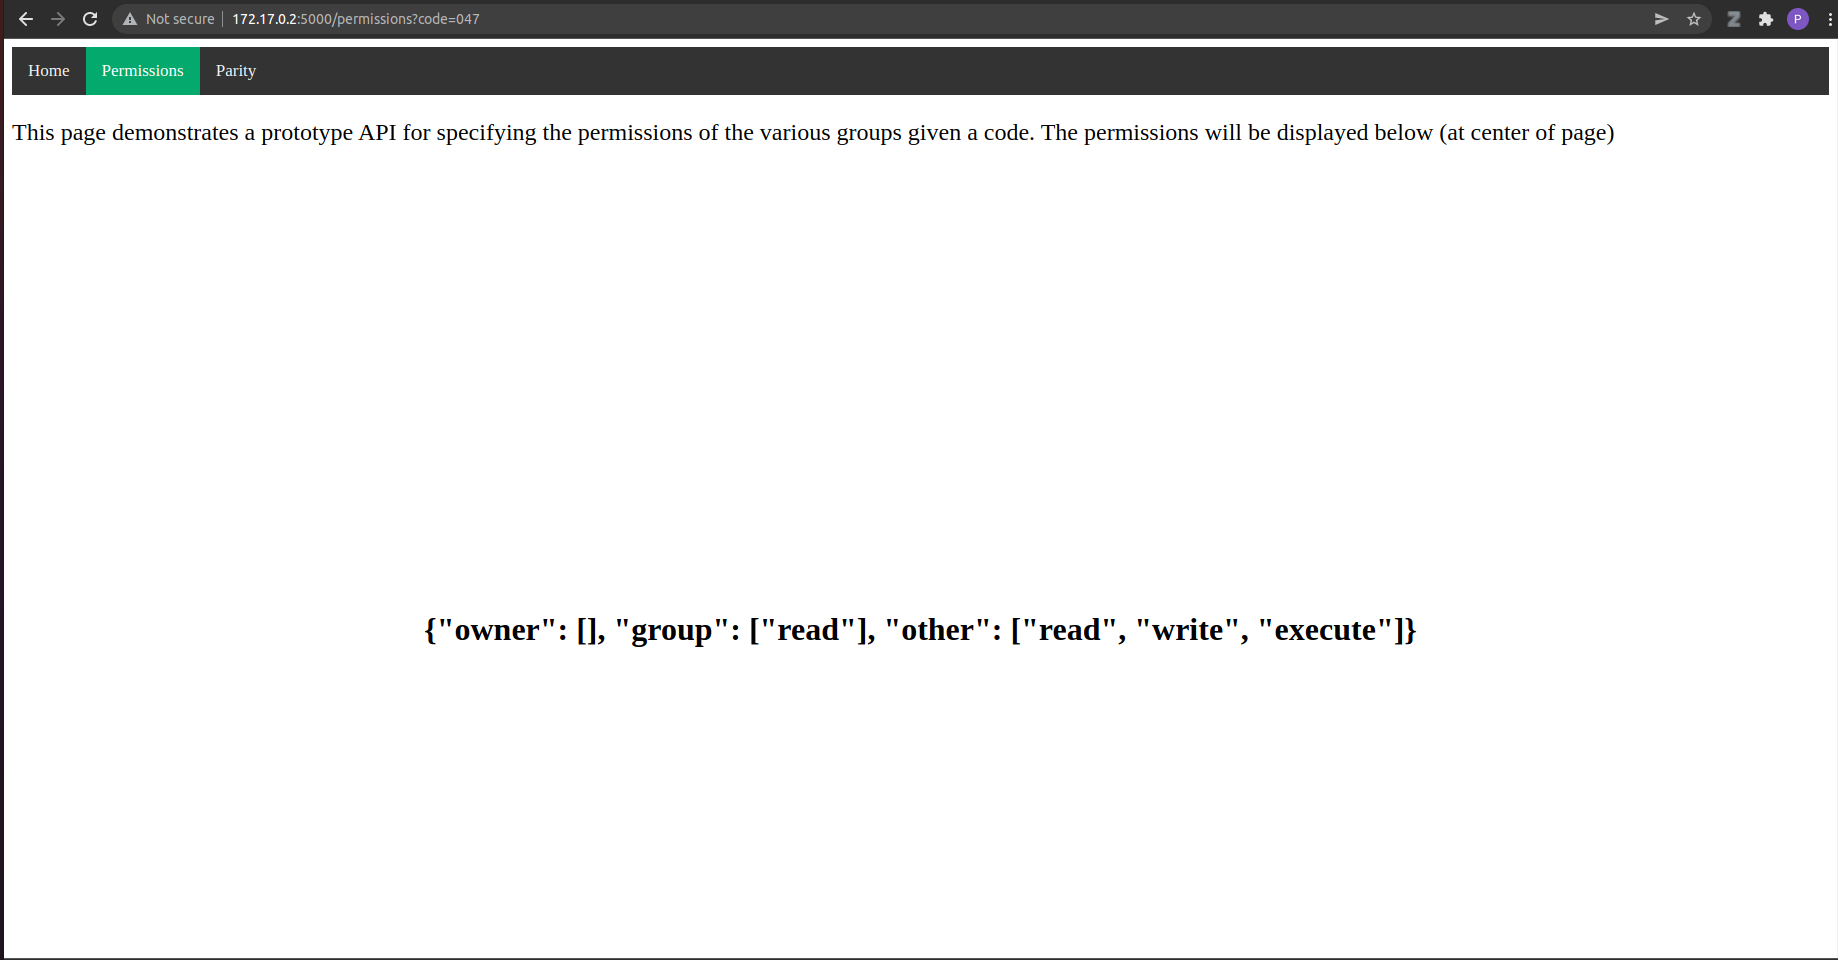 Not secure 172.17.0.2:5000/permissions?code=047
Z P
Home Permissions Parity
This page demonstrates a prototype API for specifying the permissions of the various groups given a code. The permissions will be displayed below (at center of page)
{"owner": [], "group": ["read"], "other": ["read", "write", "execute"]}